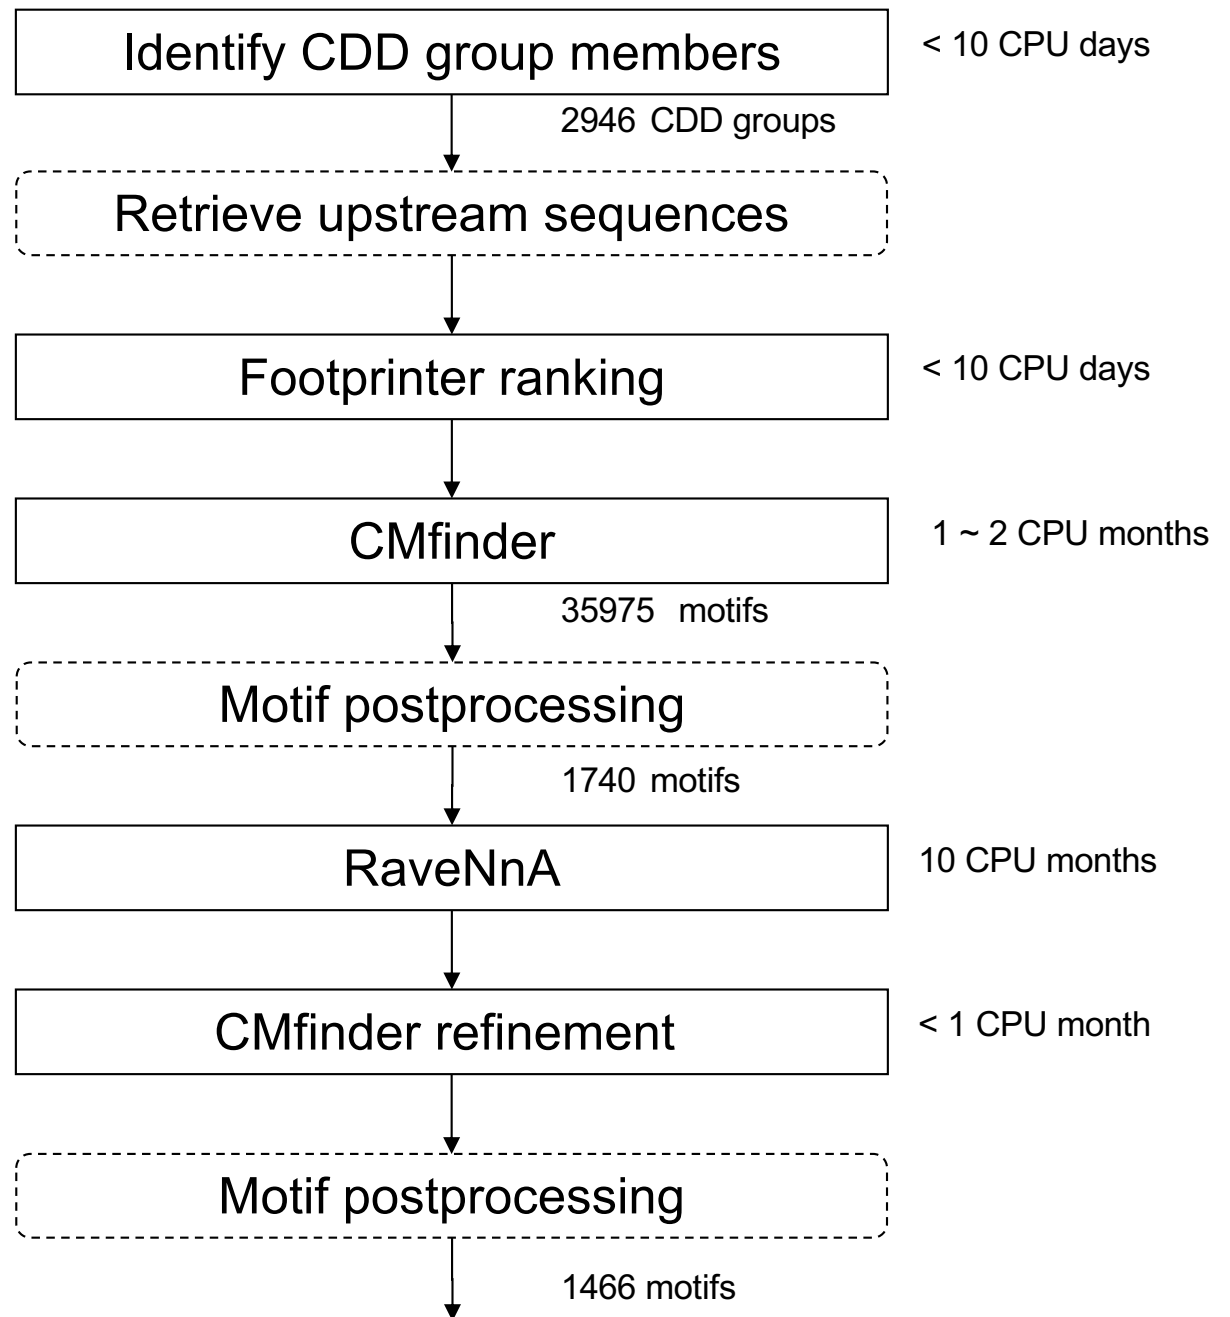 Identify CDD group members
< 10 CPU days
2946 CDD groups
Retrieve upstream sequences
Footprinter ranking
< 10 CPU days
CMfinder
1 ~ 2 CPU months
35975 motifs
Motif postprocessing
1740 motifs
RaveNnA
10 CPU months
CMfinder refinement
< 1 CPU month
Motif postprocessing
1466 motifs